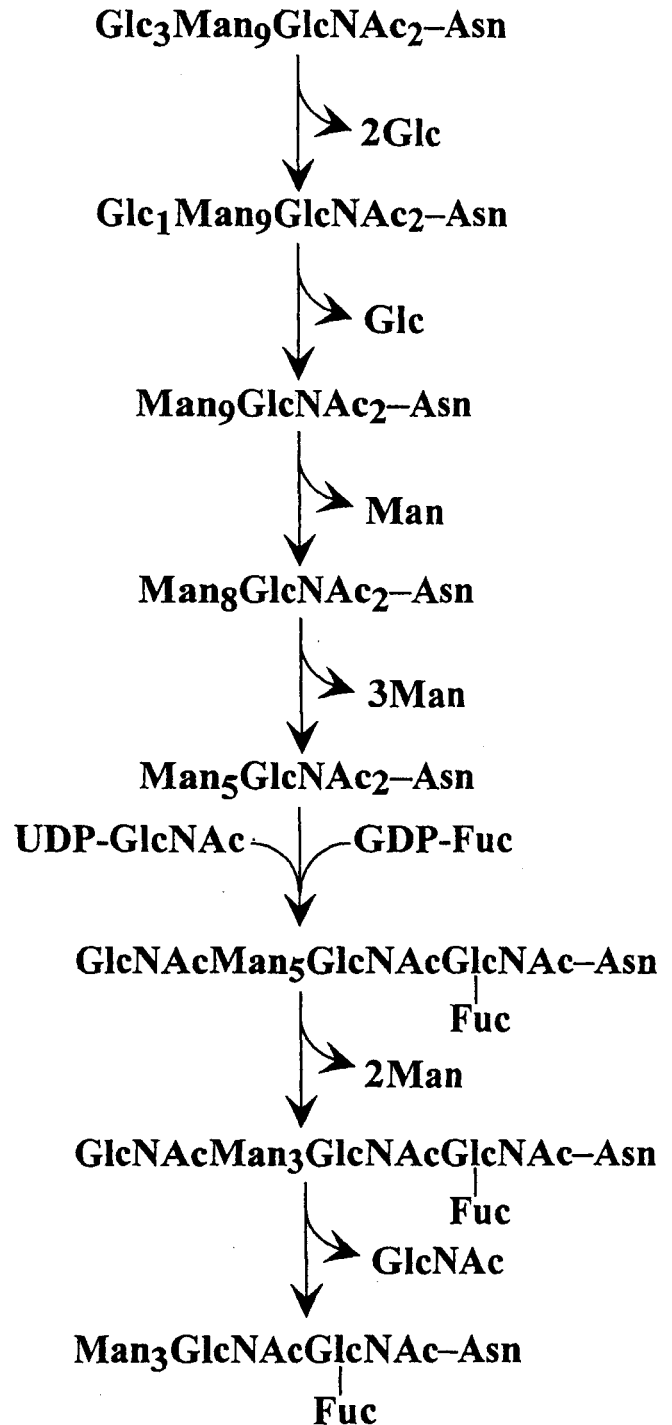 Glc₃Man₉GlcNAc₂–Asn
2Glc
Glc₁Man₉GlcNAc₂–Asn
Glc
Man₉GlcNAc₂–Asn
Man
Man₈GlcNAc₂–Asn
3Man
Man₅GlcNAc₂–Asn
UDP-GlcNAc GDP-Fuc
GlcNAcMan₅GlcNAcGlcNAc–Asn
Fuc
2Man
GlcNAcMan₃GlcNAcGlcNAc–Asn
Fuc
GlcNAc
Man₃GlcNAcGlcNAc–Asn
Fuc